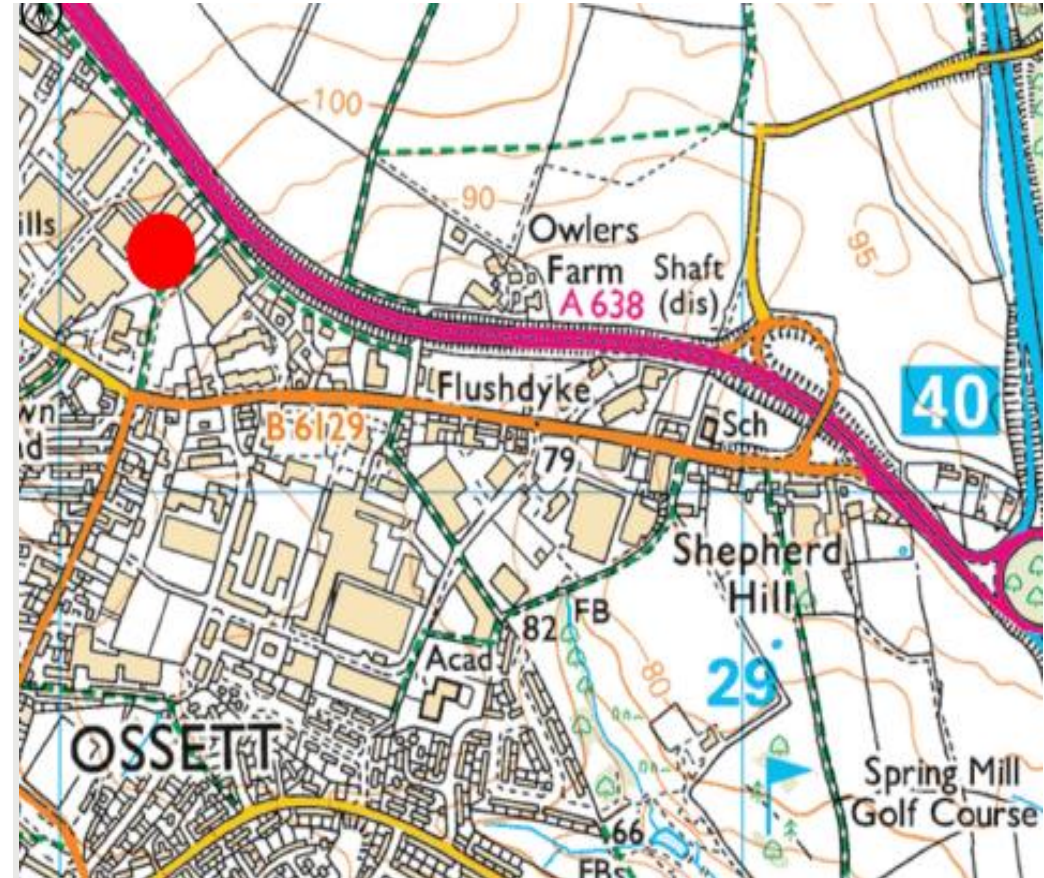 100
90
ills
Owlers
Farm
Shaft
(dis)
A 638
95
40
Flushdyke
wn
d
B 6129
Sch
79
Shepherd
Hill
FB
82
Acad
80
29
OSSETT
Spring Mill
Golf Course
66
FBs